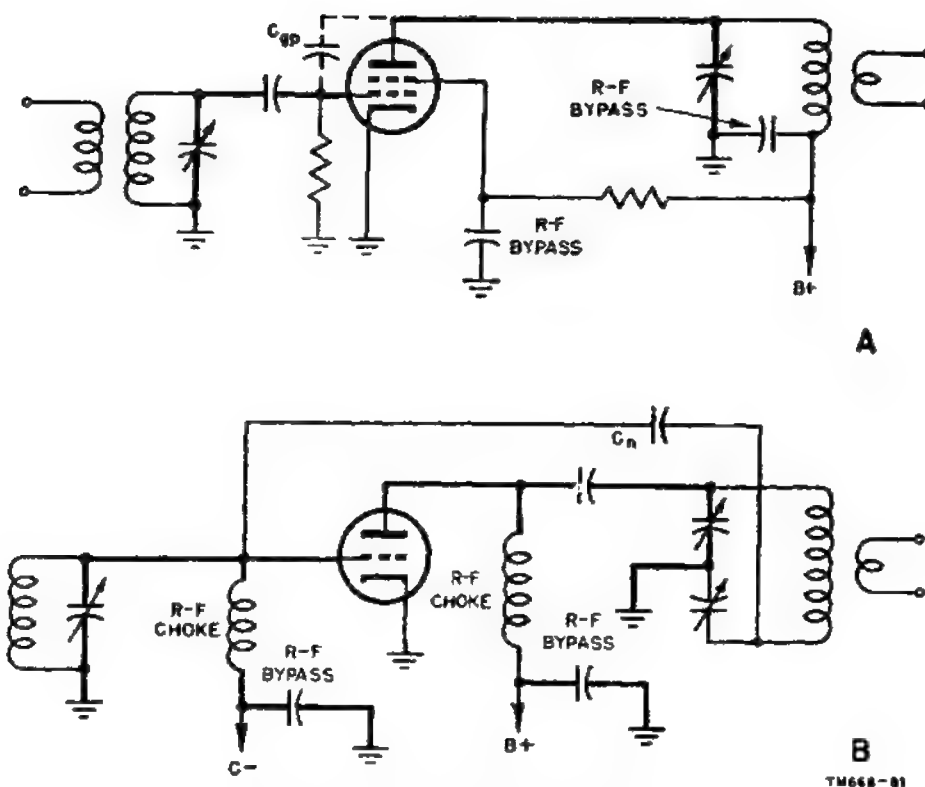 Cgp
R-F
BYPASS
R-F
BYPASS
B+
A
Cn
R-F
CHOKE
R-F
CHOKE
R-F
BYPASS
R-F
BYPASS
C-
B+
B
TM668-81